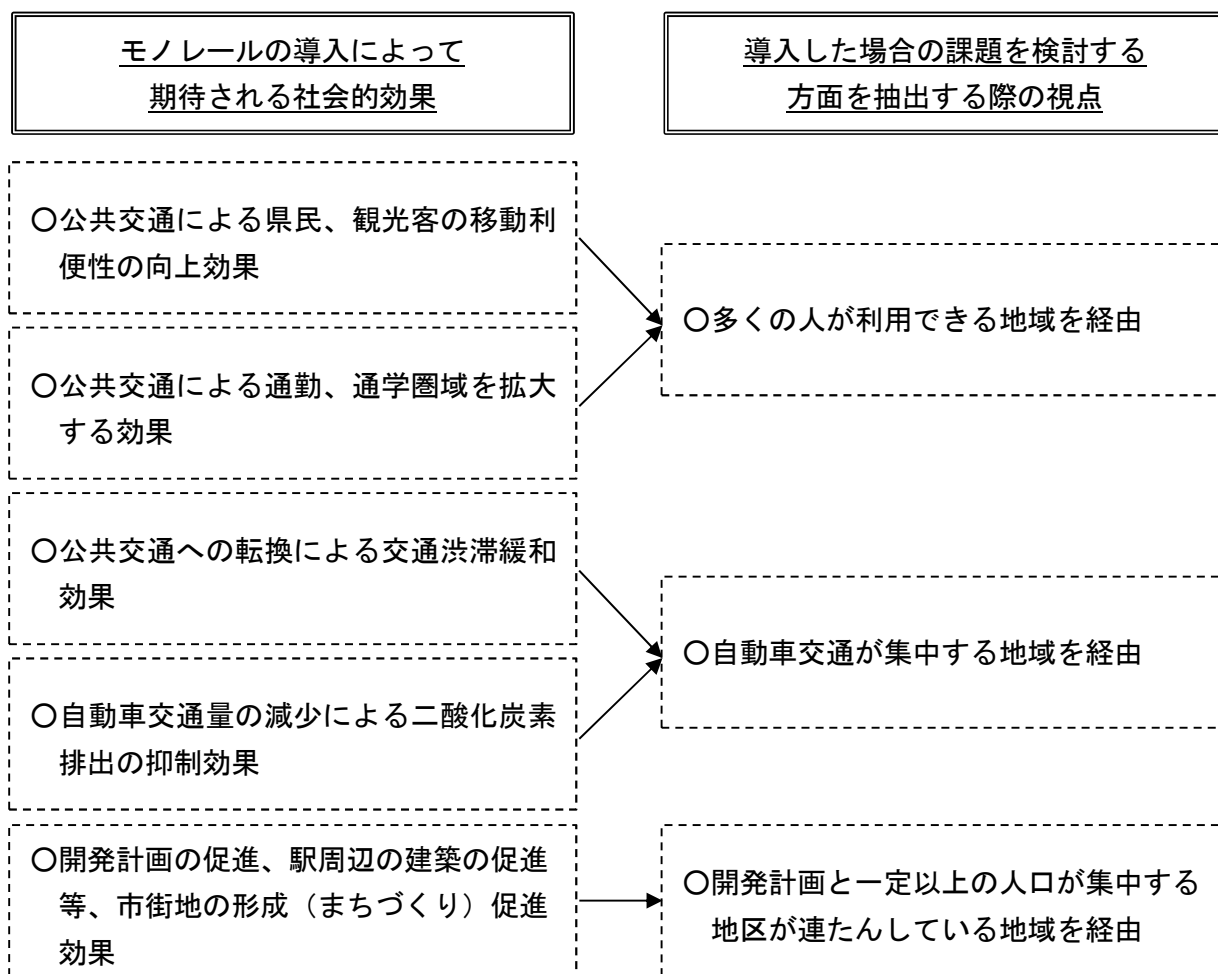 モノレールの導入によって
期待される社会的効果
導入した場合の課題を検討する
方面を抽出する際の視点
〇公共交通による県民、観光客の移動利
便性の向上効果
〇公共交通による通勤、通学圏域を拡大
する効果
〇多くの人が利用できる地域を経由
〇公共交通への転換による交通渋滞緩和
効果
〇自動車交通量の減少による二酸化炭素
排出の抑制効果
〇自動車交通が集中する地域を経由
〇開発計画の促進、駅周辺の建築の促進
等、市街地の形成（まちづくり）促進
効果
〇開発計画と一定以上の人口が集中する
地区が連たんしている地域を経由